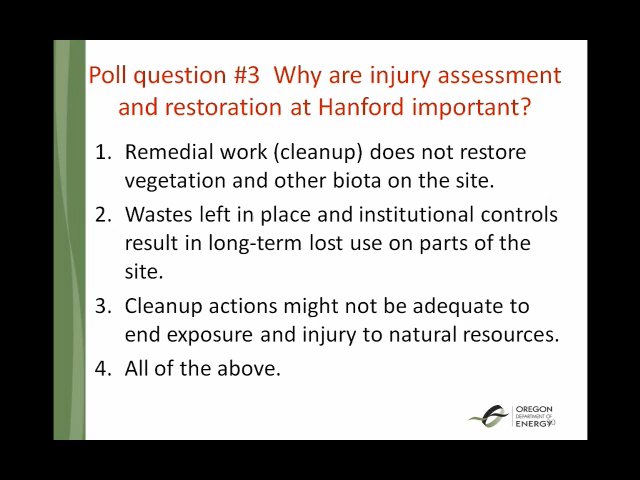 Poll question #3 Why are injury assessment
and restoration at Hanford important?
1. Remedial work (cleanup) does not restore
vegetation and other biota on the site.
2. Wastes left in place and institutional controls
result in long-term lost use on parts of the
site.
3. Cleanup actions might not be adequate to
end exposure and injury to natural resources.
4. All of the above.
OREGON
DEPARTMENT OF
ENERGY